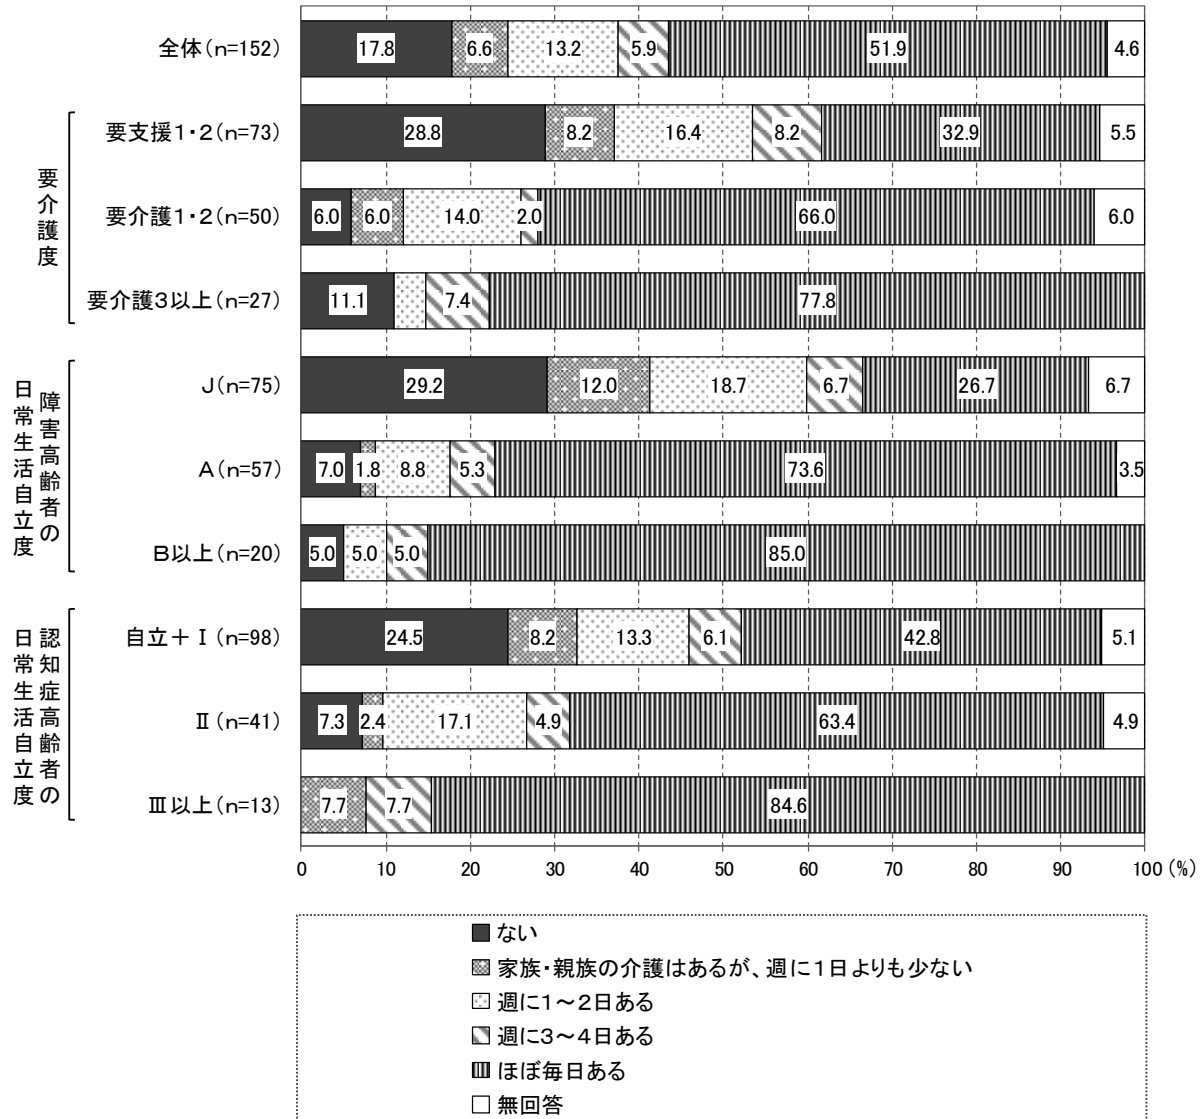 全体(n=152)
17.8 6.6 13.2 5.9 51.9 4.6
要介護度
要支援1・2(n=73)
28.8 8.2 16.4 8.2 32.9 5.5
要介護1・2(n=50)
6.0 6.0 14.0 2.0 66.0 6.0
要介護3以上(n=27)
11.1 7.4 77.8
障害高齢者の
日常生活自立度
J(n=75)
29.2 12.0 18.7 6.7 26.7 6.7
A(n=57)
7.0 1.8 8.8 5.3 73.6 3.5
B以上(n=20)
5.0 5.0 5.0 85.0
認知症高齢者の
日常生活自立度
自立+Ⅰ(n=98)
24.5 8.2 13.3 6.1 42.8 5.1
Ⅱ(n=41)
7.3 2.4 17.1 4.9 63.4 4.9
Ⅲ以上(n=13)
7.7 7.7 84.6
0 10 20 30 40 50 60 70 80 90 100 (%)
ない
家族・親族の介護はあるが、週に1日よりも少ない
週に1～2日ある
週に3～4日ある
ほぼ毎日ある
無回答